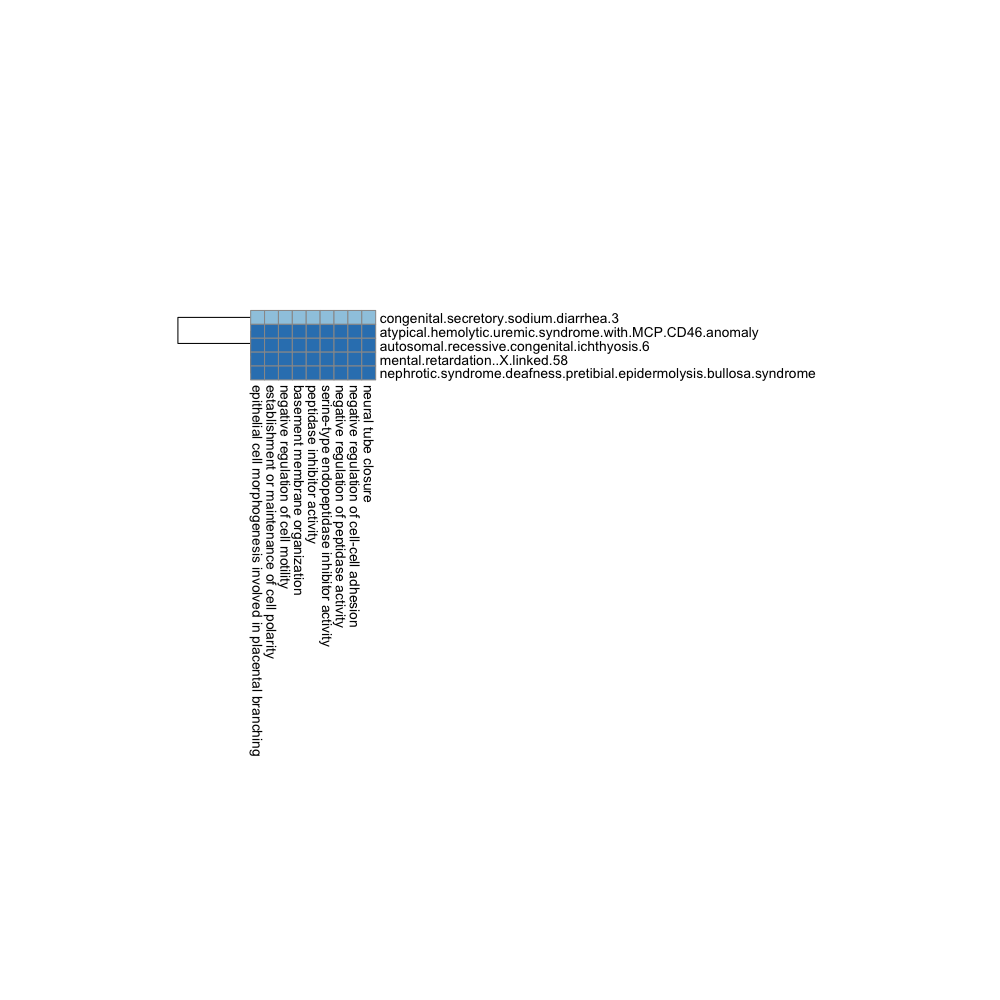 congenital.secretory.sodium.diarrhea.3
atypical.hemolytic.uremic.syndrome.with.MCP.CD46.anomaly
autosomal.recessive.congenital.ichthyosis.6
mental.retardation..X.linked.58
nephrotic.syndrome.deafness.pretibial.epidermolysis.bullosa.syndrome
epithelial cell morphogenesis involved in placental branching
establishment or maintenance of cell polarity
negative regulation of cell motility
basement membrane organization
peptidase inhibitor activity
serine-type endopeptidase inhibitor activity
negative regulation of peptidase activity
negative regulation of cell-cell adhesion
neural tube closure